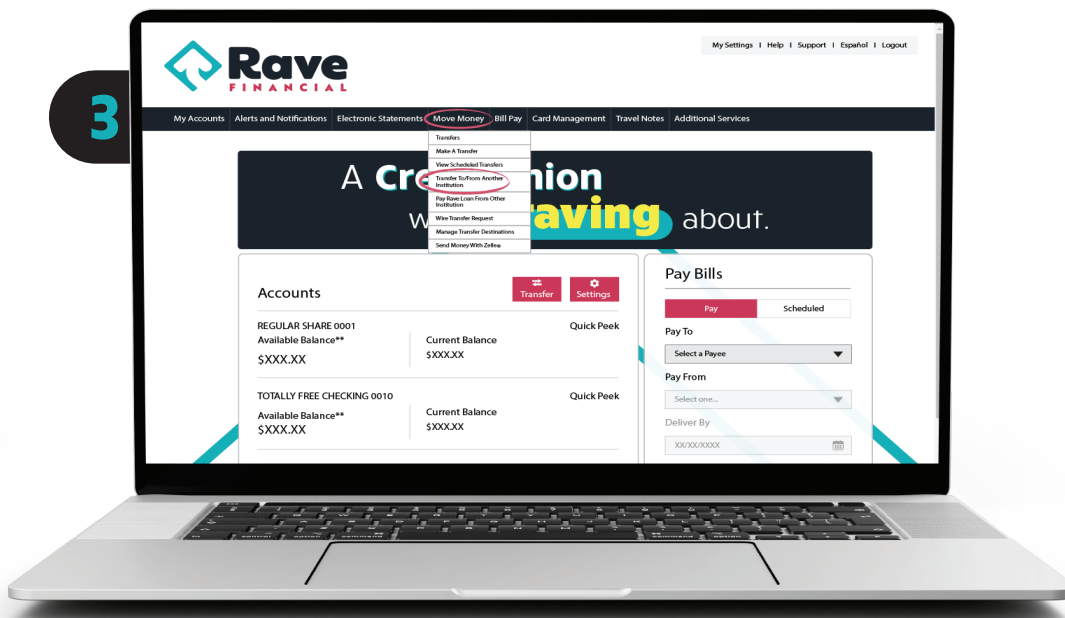 3
Rave
FINANCIAL
My Settings I Help I Support I Español I Logout
My Accounts Alerts and Notifications Electronic Statements Move Money Bill Pay Card Management Travel Notes Additional Services
Transfers
Make A Transfer
View Scheduled Transfers
Transfer To/From Another
Institution
Pay Rave Loan From Other
Institution
Wire Transfer Request
Manage Transfer Destinations
Send Money With Zelle®
A
about.
Accounts
Transfer
Settings
REGULAR SHARE 0001
Quick Peek
Available Balance**
Current Balance
$XXX.XX
$XXX.XX
TOTALLY FREE CHECKING 0010
Quick Peek
Available Balance**
Current Balance
$XXX.XX
$XXX.XX
Pay Bills
Pay
Scheduled
Pay To
Select a Payee
Pay From
Select one...
Deliver By
XX/XX/XXXX
control option command
command option